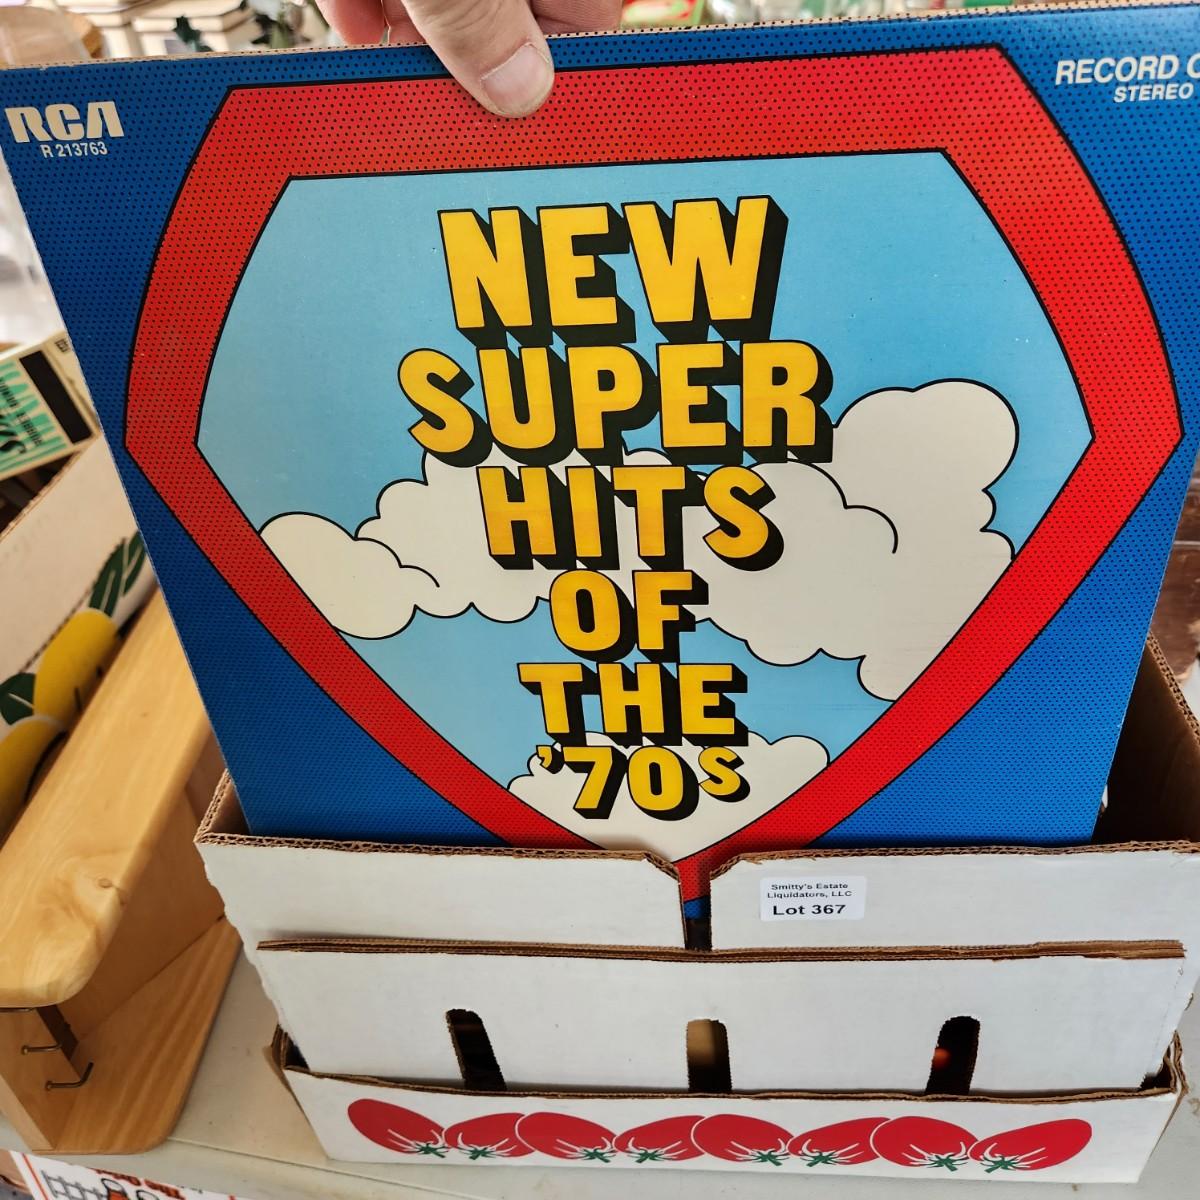 RCA
R 213763
RECORD
STEREO
NEW
SUPER
HITS
OF
THE
'70S
Smitty's Estate
Liquidators, LLC
Lot 367